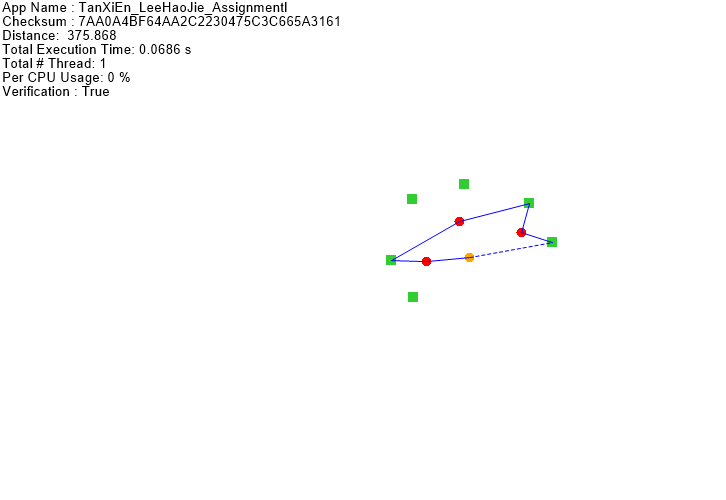 App Name : TanXiEn_LeeHaoJie_AssignmentI
Checksum : 7AA0A4BF64AA2C2230475C3C665A3161
Distance:  375.868
Total Execution Time: 0.0686 s
Total # Thread: 1
Per CPU Usage: 0 %
Verification : True